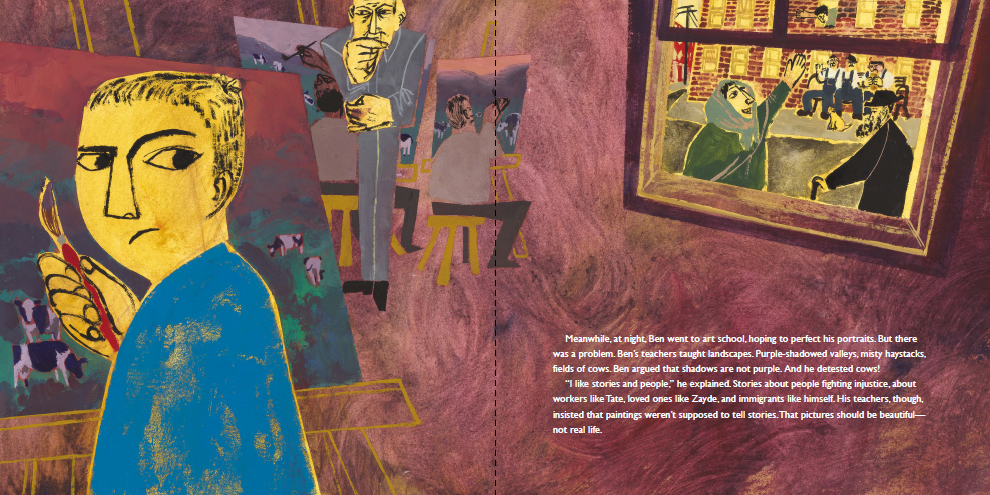 Meanwhile, at night, Ben went to art school, hoping to perfect his portraits. But there
was a problem. Ben’s teachers taught landscapes. Purple-shadowed valleys, misty haystacks,
fields of cows. Ben argued that shadows are not purple. And he detested cows!
“I like stories and people,” he explained. Stories about people fighting injustice, about
workers like Tate, loved ones like Zayde, and immigrants like himself. His teachers, though,
insisted that paintings weren’t supposed to tell stories. That pictures should be beautiful—
not real life.